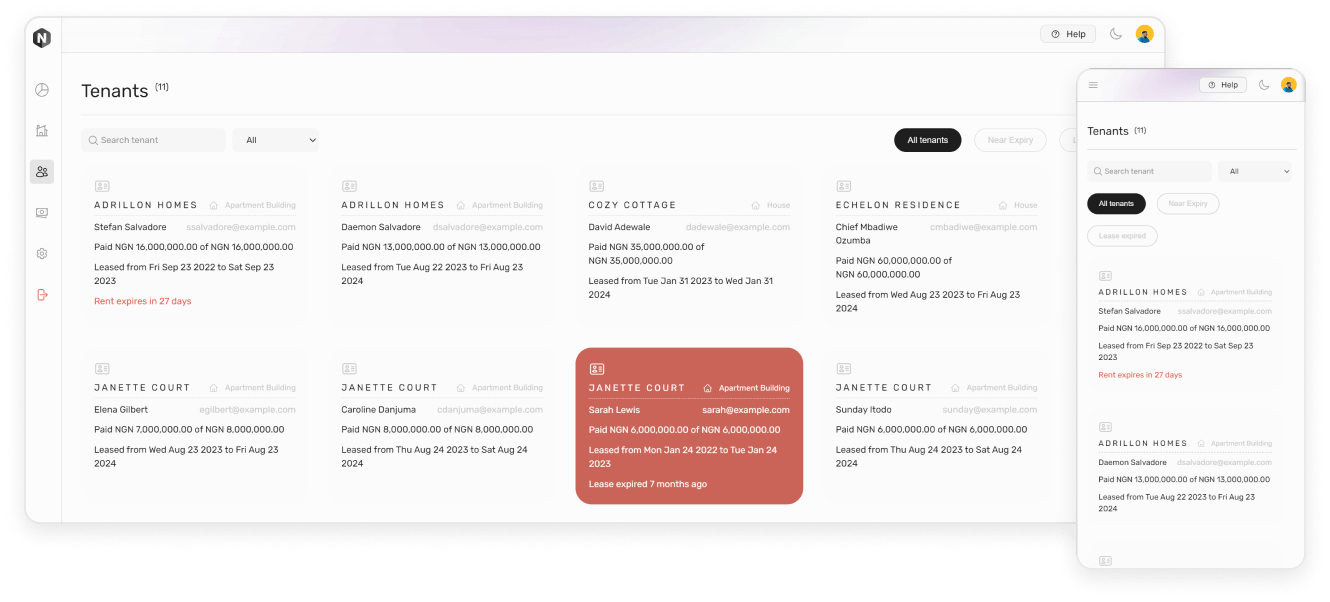 N
Help
Tenants (11)
Search tenant
All
All tenants
Near Expiry
ADRILLON HOMES Apartment Building
Stefan Salvadore ssalvadore@example.com
Paid NGN 16,000,000.00 of NGN 16,000,000.00
Leased from Fri Sep 23 2022 to Sat Sep 23
2023
Rent expires in 27 days
ADRILLON HOMES Apartment Building
Daemon Salvadore dsalvadore@example.com
Paid NGN 13,000,000.00 of NGN 13,000,000.00
Leased from Tue Aug 22 2023 to Fri Aug 23
2024
COZY COTTAGE House
David Adewale dadewale@example.com
Paid NGN 35,000,000.00 of
NGN 35,000,000.00
Leased from Tue Jan 31 2023 to Wed Jan 31
2024
ECHELON RESIDENCE House
Chief Mbadiwe cmbadiwe@example.com
Ozumba
Paid NGN 60,000,000.00 of
NGN 60,000,000.00
Leased from Wed Aug 23 2023 to Fri Aug 23
2024
JANETTE COURT Apartment Building
Elena Gilbert egilbert@example.com
Paid NGN 7,000,000.00 of NGN 8,000,000.00
Leased from Wed Aug 23 2023 to Fri Aug 23
2024
JANETTE COURT Apartment Building
Caroline Danjuma cdanjuma@example.com
Paid NGN 8,000,000.00 of NGN 8,000,000.00
Leased from Thu Aug 24 2023 to Sat Aug 24
2024
JANETTE COURT Apartment Building
Sarah Lewis sarah@example.com
Paid NGN 6,000,000.00 of NGN 6,000,000.00
Leased from Mon Jan 24 2022 to Tue Jan 24
2023
Lease expired 7 months ago
JANETTE COURT Apartment Building
Sunday Itodo sunday@example.com
Paid NGN 6,000,000.00 of NGN 6,000,000.00
Leased from Thu Aug 24 2023 to Sat Aug 24
2024
Help
Tenants (11)
Search tenant
All
All tenants
Near Expiry
Lease expired
ADRILLON HOMES Apartment Building
Stefan Salvadore ssalvadore@example.com
Paid NGN 16,000,000.00 of NGN 16,000,000.00
Leased from Fri Sep 23 2022 to Sat Sep 23
2023
Rent expires in 27 days
ADRILLON HOMES Apartment Building
Daemon Salvadore dsalvadore@example.com
Paid NGN 13,000,000.00 of NGN 13,000,000.00
Leased from Tue Aug 22 2023 to Fri Aug 23
2024